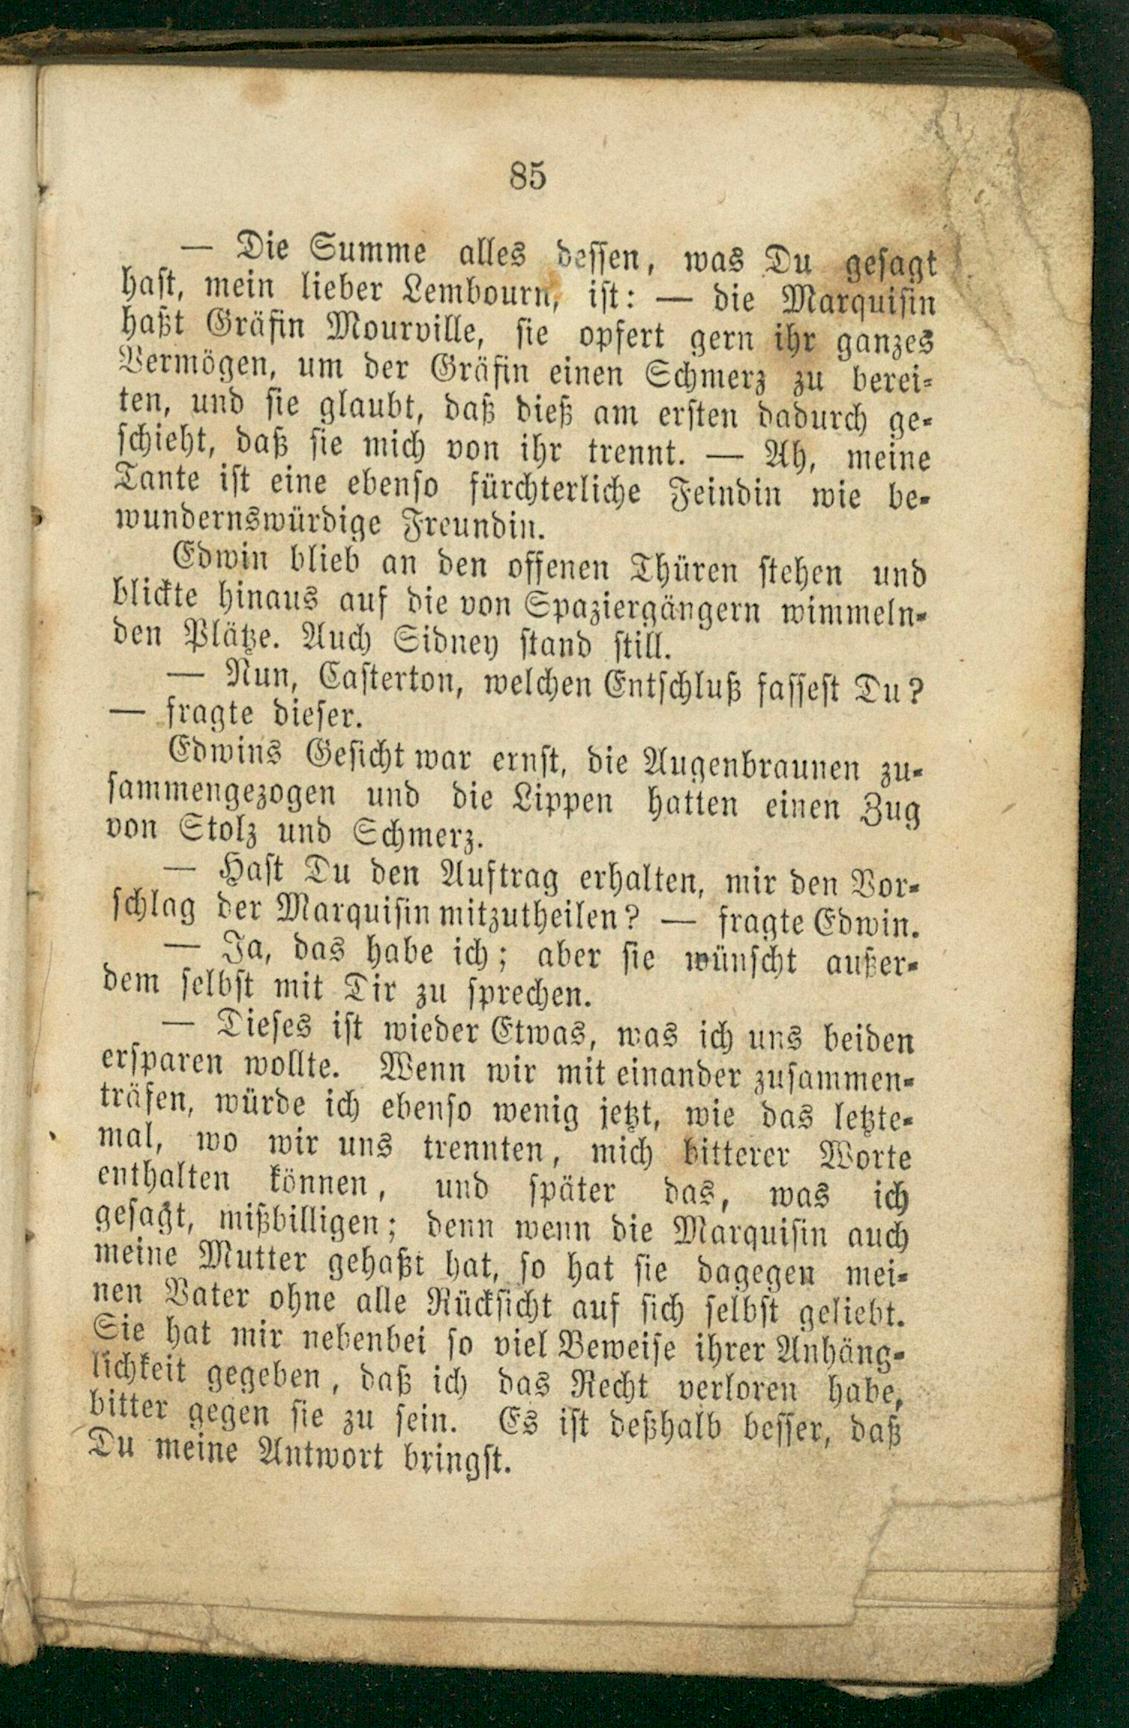 85
— Die Summe alles dessen, was Du gesagt
hast, mein lieber Lembourn, ist: — die Marquisin
haßt Gräfin Mourville, sie opfert gern ihr ganzes
Vermögen, um der Gräfin einen Schmerz zu berei-
ten, und sie glaubt, daß dieß am ersten dadurch ge-
schieht, daß sie mich von ihr trennt. — Ah, meine
Tante ist eine ebenso fürchterliche Feindin wie be-
wundernswürdige Freundin.
Edwin blieb an den offenen Thüren stehen und
blickte hinaus auf die von Spaziergängern wimmeln-
den Plätze. Auch Sidney stand still.
— Nun, Casterton, welchen Entschluß fassest Du?
— fragte dieser.
Edwins Gesicht war ernst, die Augenbraunen zu-
sammengezogen und die Lippen hatten einen Zug
von Stolz und Schmerz.
— Hast Du den Auftrag erhalten, mir den Vor-
schlag der Marquisin mitzutheilen? — fragte Edwin.
— Ja, das habe ich; aber sie wünscht außer-
dem selbst mit Dir zu sprechen.
— Dieses ist wieder Etwas, was ich uns beiden
ersparen wollte. Wenn wir mit einander zusammen-
träfen, würde ich ebenso wenig jetzt, wie das letzte-
mal, wo wir uns trennten, mich bitterer Worte
enthalten können, und später das, was ich
gesagt, mißbilligen; denn wenn die Marquisin auch
meine Mutter gehaßt hat, so hat sie dagegen mei-
nen Vater ohne alle Rücksicht auf sich selbst geliebt.
Sie hat mir nebenbei so viel Beweise ihrer Anhäng-
lichkeit gegeben, daß ich das Recht verloren habe,
bitter gegen sie zu sein. Es ist deßhalb besser, daß
Du meine Antwort bringst.